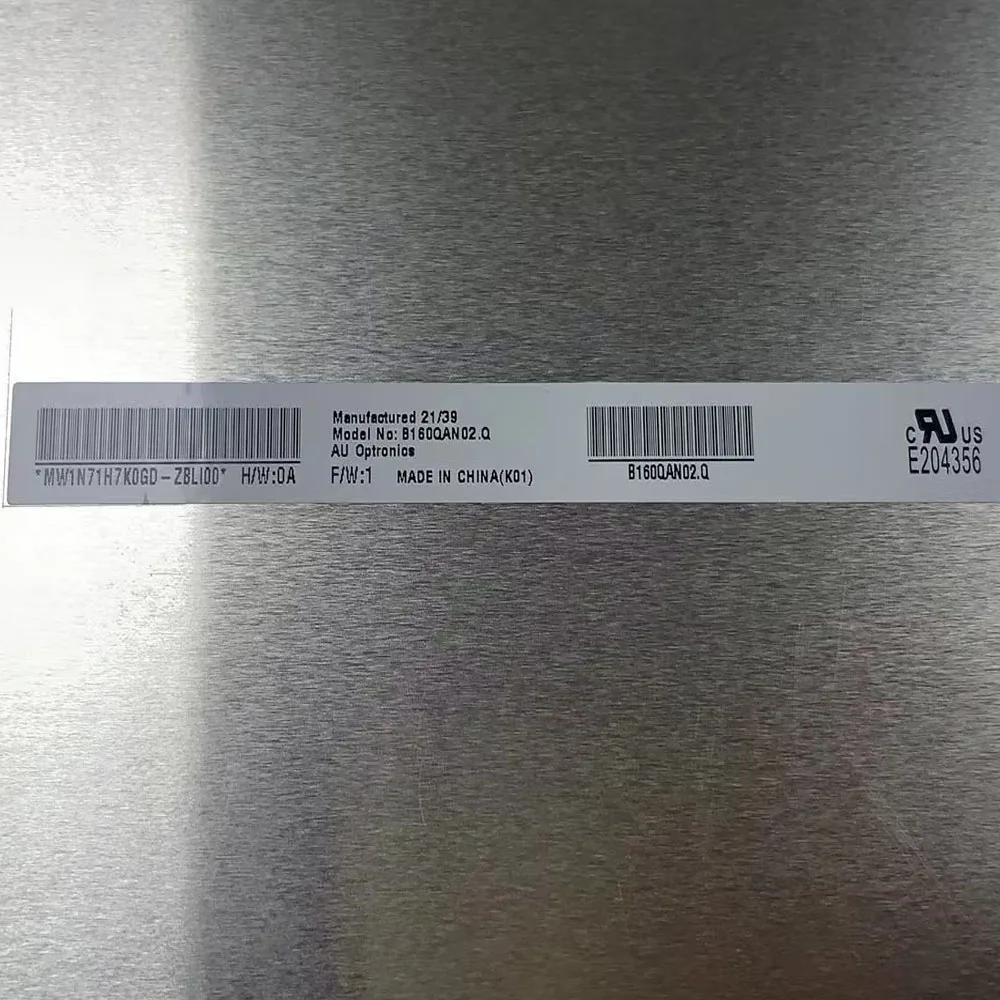 Manufactured 21/39
Model No: B160QAN02.Q
AU Optronics
*MW1N71H7K0GD-ZBLI00* H/W:0A F/W:1 MADE IN CHINA(K01)
B160QAN02.Q
c RU US
E204356